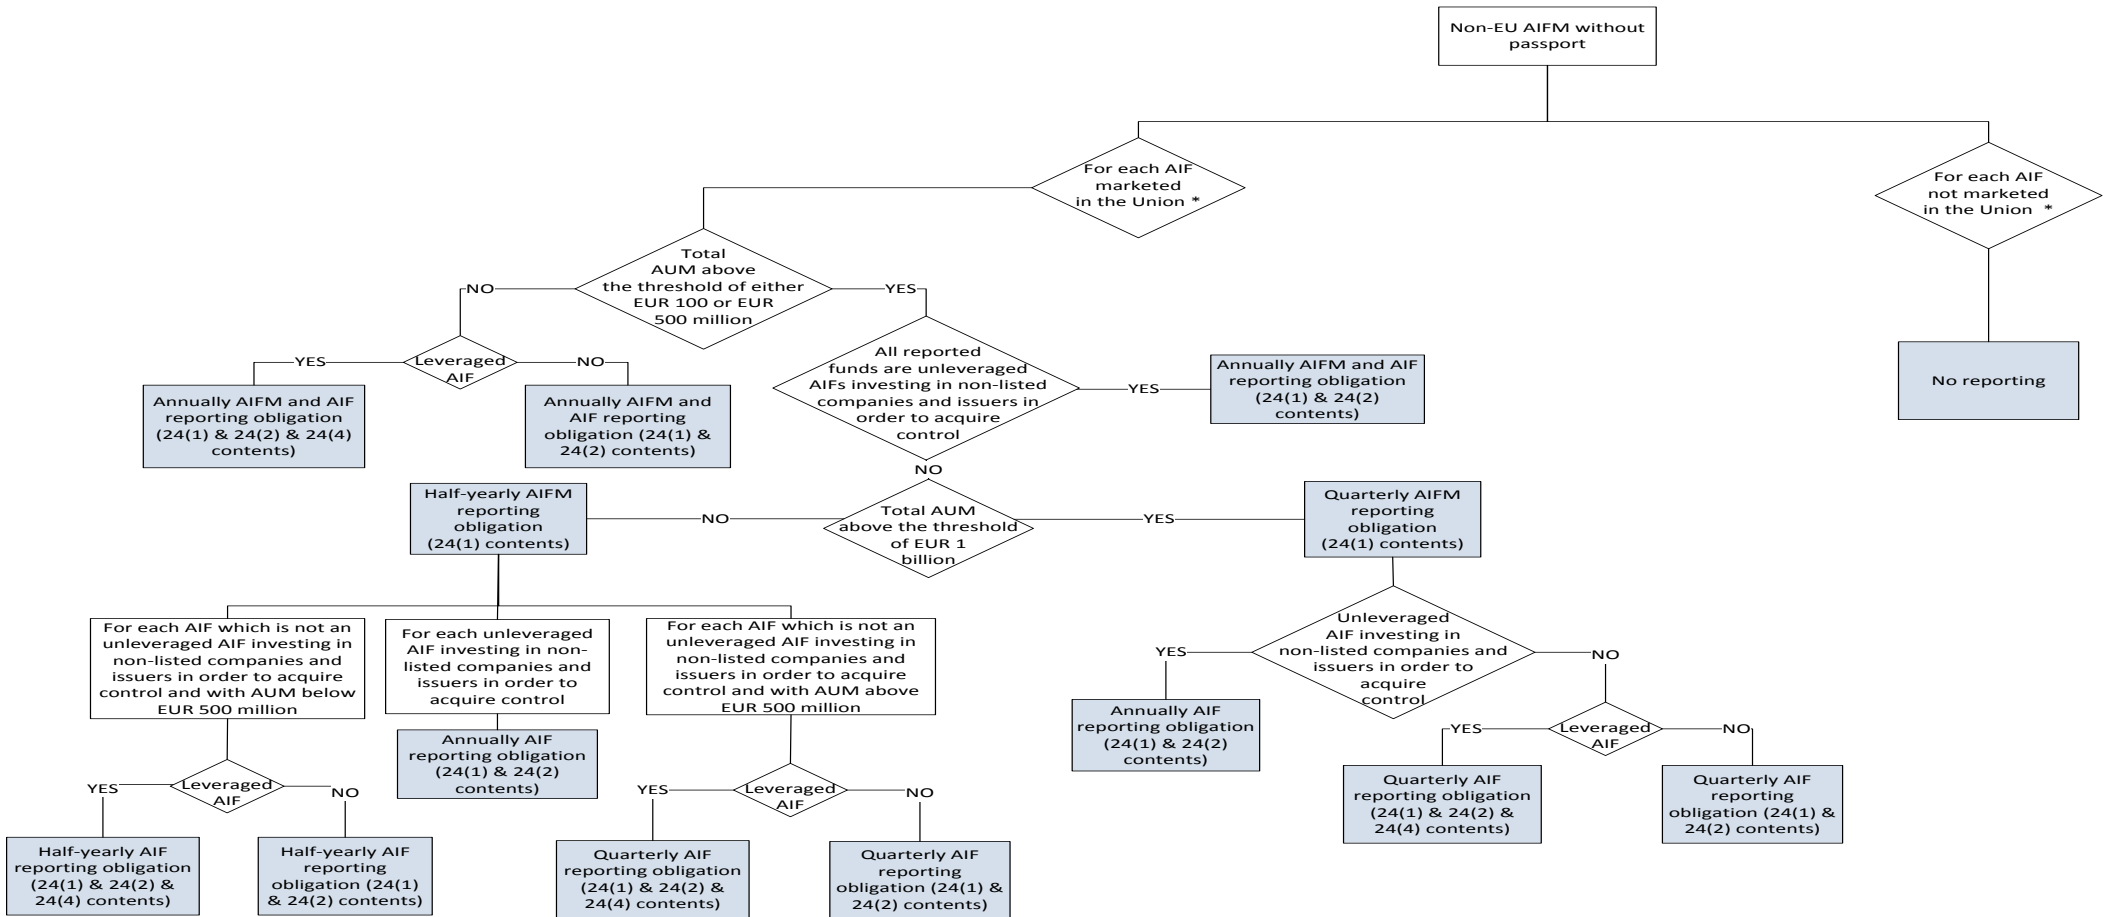 Non-EU AIFM without
passport
For each AIF
marketed
in the Union *
For each AIF
not marketed
in the Union *
Total
AUM above
the threshold of either
EUR 100 or EUR
500 million
NO
YES
Leveraged
AIF
YES
NO
All reported
funds are unleveraged
AIFs investing in non-listed
companies and issuers in
order to acquire
control
YES
Annually AIFM and AIF
reporting obligation
(24(1) & 24(2)
contents)
No reporting
Annually AIFM and AIF
reporting obligation
(24(1) & 24(2) & 24(4)
contents)
Annually AIFM and
AIF reporting
obligation (24(1) &
24(2) contents)
NO
Half-yearly AIFM
reporting
obligation
(24(1) contents)
NO
Total AUM
above the threshold
of EUR 1
billion
YES
Quarterly AIFM
reporting
obligation
(24(1) contents)
For each AIF which is not an
unleveraged AIF investing in
non-listed companies and
issuers in order to acquire
control and with AUM below
EUR 500 million
For each unleveraged
AIF investing in non-
listed companies and
issuers in order to
acquire control
For each AIF which is not an
unleveraged AIF investing in
non-listed companies and
issuers in order to acquire
control and with AUM above
EUR 500 million
Unleveraged
AIF investing in
non-listed companies and
issuers in order to
acquire
control
YES
NO
Annually AIF
reporting obligation
(24(1) & 24(2)
contents)
Annually AIF
reporting obligation
(24(1) & 24(2)
contents)
YES
Leveraged
AIF
NO
YES
Leveraged
AIF
NO
YES
Leveraged
AIF
NO
Quarterly AIF
reporting obligation
(24(1) & 24(2) &
24(4) contents)
Quarterly AIF
reporting
obligation (24(1) &
24(2) contents)
Half-yearly AIF
reporting obligation
(24(1) & 24(2) &
24(4) contents)
Half-yearly AIF
reporting
obligation (24(1)
& 24(2) contents)
Quarterly AIF
reporting obligation
(24(1) & 24(2) &
24(4) contents)
Quarterly AIF
reporting
obligation (24(1) &
24(2) contents)